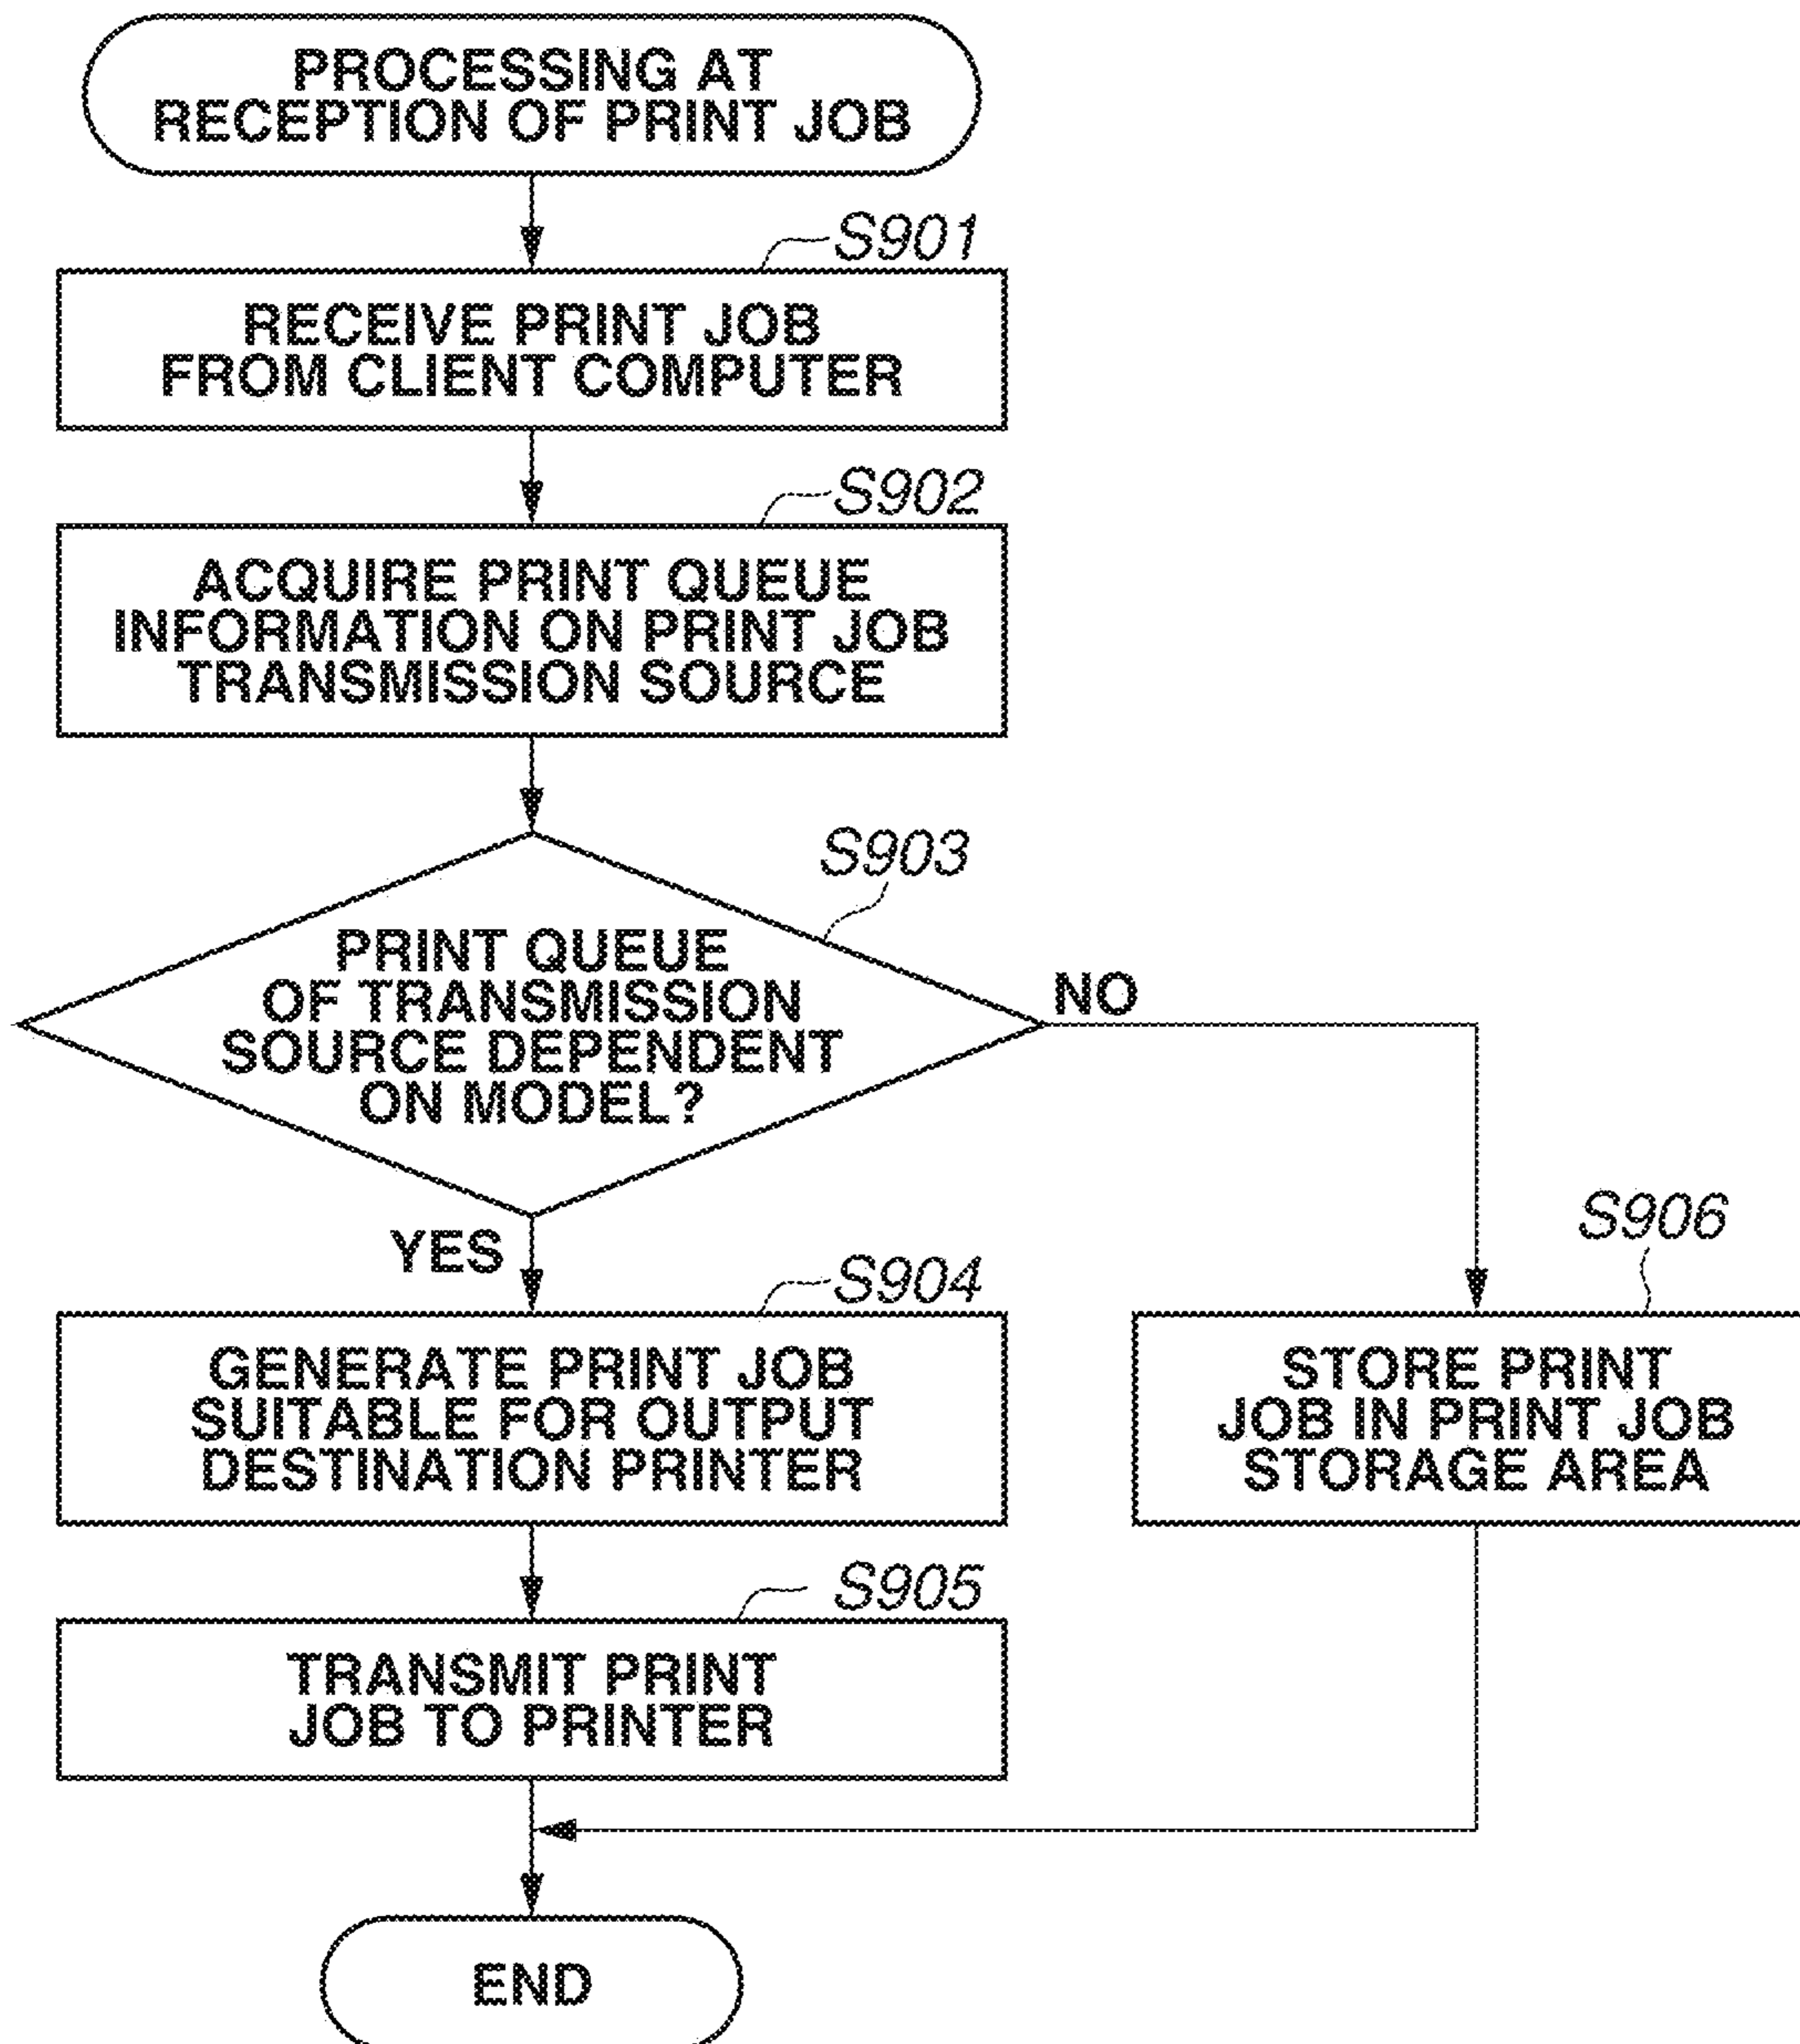 PROCESSING AT
RECEPTION OF PRINT JOB
S901
RECEIVE PRINT JOB
FROM CLIENT COMPUTER
S902
ACQUIRE PRINT QUEUE
INFORMATION ON PRINT JOB
TRANSMISSION SOURCE
S903
PRINT QUEUE
OF TRANSMISSION
SOURCE DEPENDENT
ON MODEL?
NO
YES
S904
GENERATE PRINT JOB
SUITABLE FOR OUTPUT
DESTINATION PRINTER
S906
STORE PRINT
JOB IN PRINT JOB
STORAGE AREA
S905
TRANSMIT PRINT
JOB TO PRINTER
END